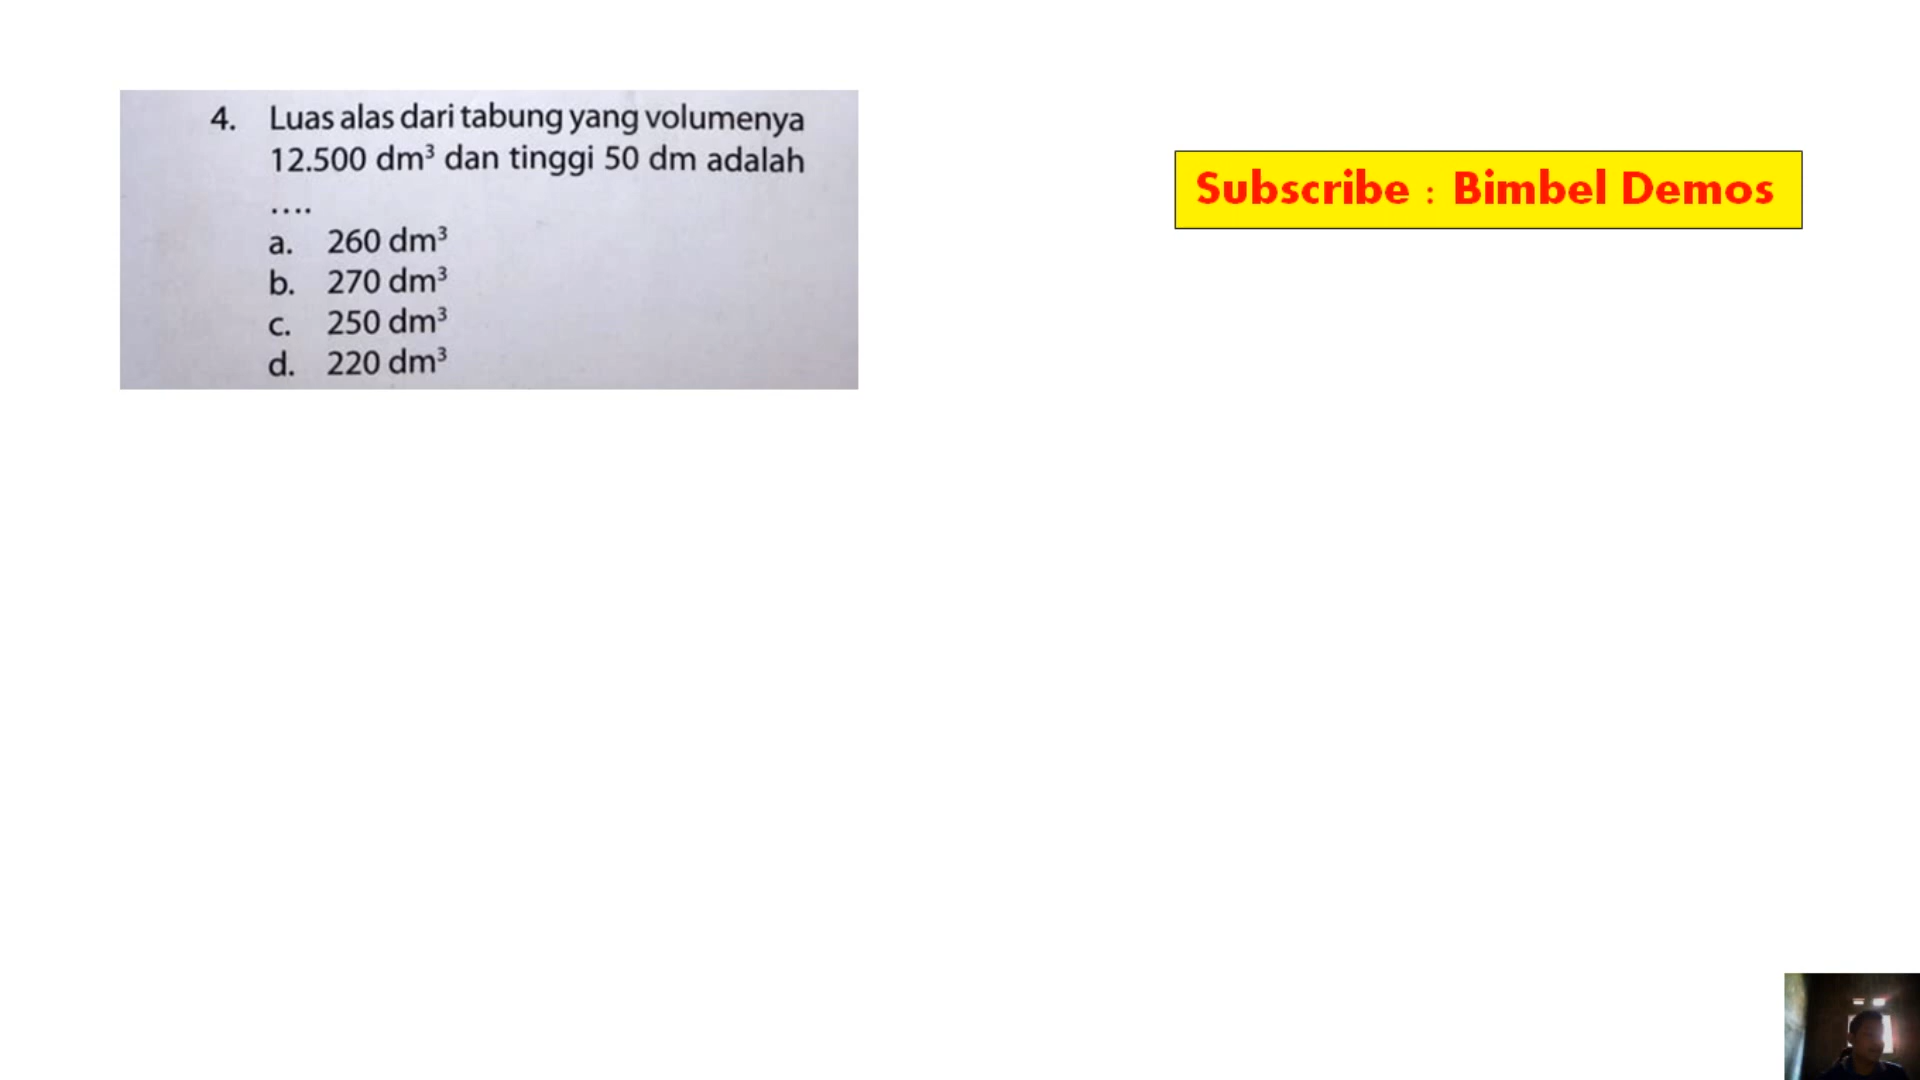 4. Luas alas dari tabung yang volumenya
12.500 dm³ dan tinggi 50 dm adalah
....
a. 260 dm³
b. 270 dm³
c. 250 dm³
d. 220 dm³
Subscribe : Bimbel Demos